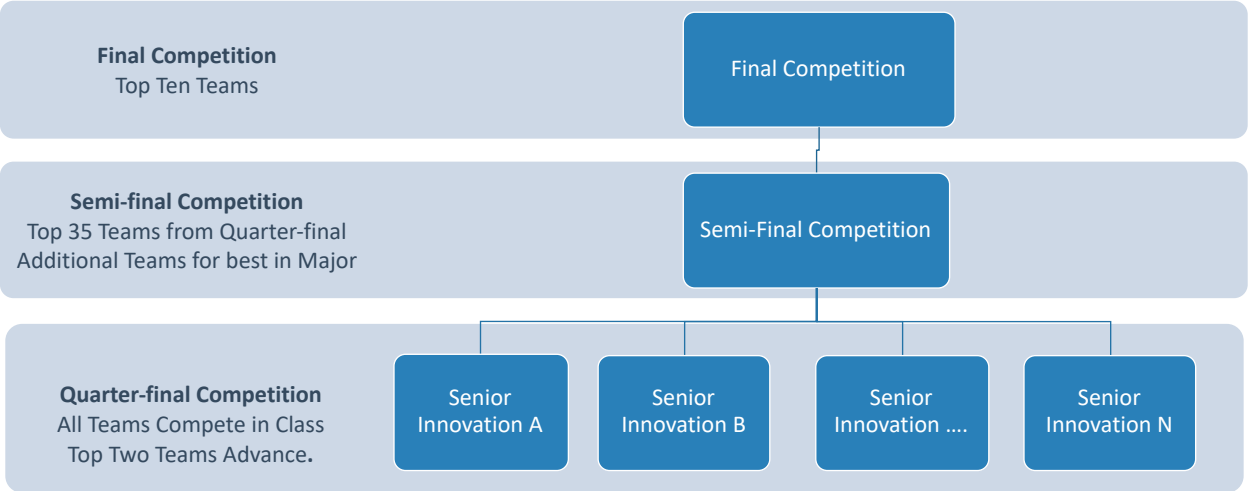 Final Competition
Top Ten Teams
Final Competition
Semi-final Competition
Top 35 Teams from Quarter-final
Additional Teams for best in Major
Semi-Final Competition
Quarter-final Competition
All Teams Compete in Class
Top Two Teams Advance.
Senior
Innovation A
Senior
Innovation B
Senior
Innovation ....
Senior
Innovation N